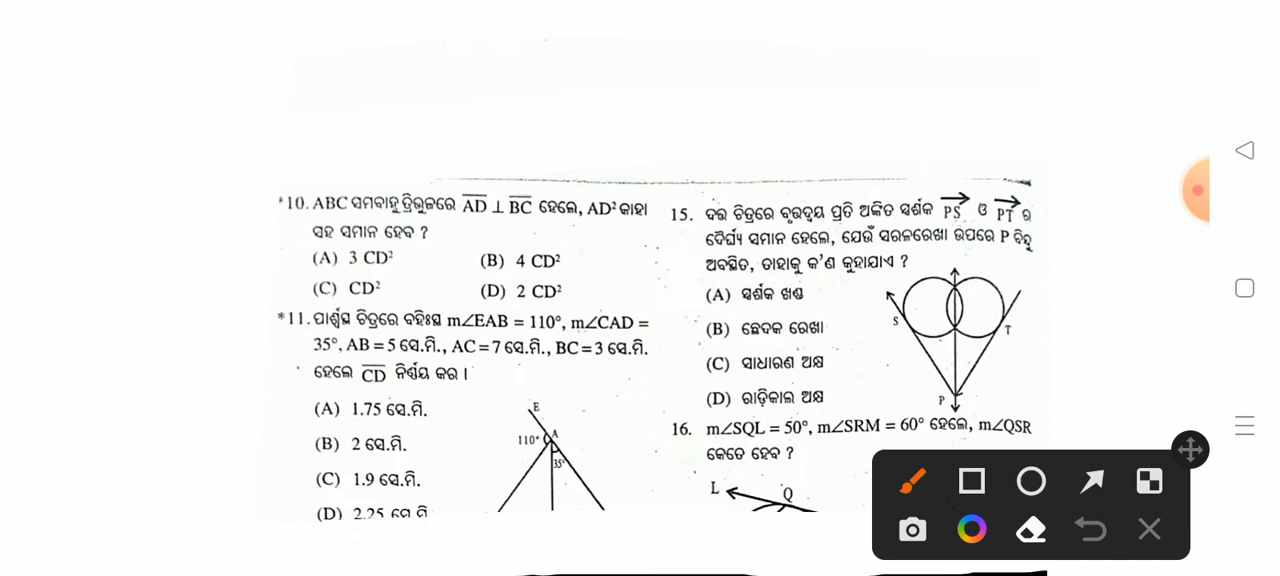 *10. ABC ସମବାହୁ ତ୍ରିଭୁଜରେ AD ⊥ BC ହେଲେ, AD² କାହା
ସହ ସମାନ ହେବ ?
(A) 3 CD²
(B) 4 CD²
(C) CD²
(D) 2 CD²
*11. ପାର୍ଶ୍ଵସ୍ଥ ଚିତ୍ରରେ ବହିଃସ୍ଥ m∠EAB = 110°, m∠CAD =
35°, AB = 5 ସେ.ମି., AC = 7 ସେ.ମି., BC = 3 ସେ.ମି.
ହେଲେ CD ନିର୍ଣ୍ଣୟ କର ।
(A) 1.75 ସେ.ମି.
(B) 2 ସେ.ମି.
(C) 1.9 ସେ.ମି.
(D) 2.25 ସେ.ମି.
E
A
110°
35°
15. ଦତ୍ତ ଚିତ୍ରରେ ବୃତ୍ତଦ୍ୱୟ ପ୍ରତି ଅଙ୍କିତ ସ୍ପର୍ଶକ PS ଓ PT ର
ଦୈର୍ଘ୍ୟ ସମାନ ହେଲେ, ଯେଉଁ ସରଳରେଖା ଉପରେ P ବିନ୍ଦୁ
ଅବସ୍ଥିତ, ତାହାକୁ କ'ଣ କୁହାଯାଏ ?
(A) ସ୍ପର୍ଶକ ଖଣ୍ଡ
(B) ଛେଦକ ରେଖା
(C) ସାଧାରଣ ଅକ୍ଷ
(D) ରାଡ଼ିକାଲ ଅକ୍ଷ
S
T
P
16. m∠SQL = 50°, m∠SRM = 60° ହେଲେ, m∠QSR
କେତେ ହେବ ?
L
Q